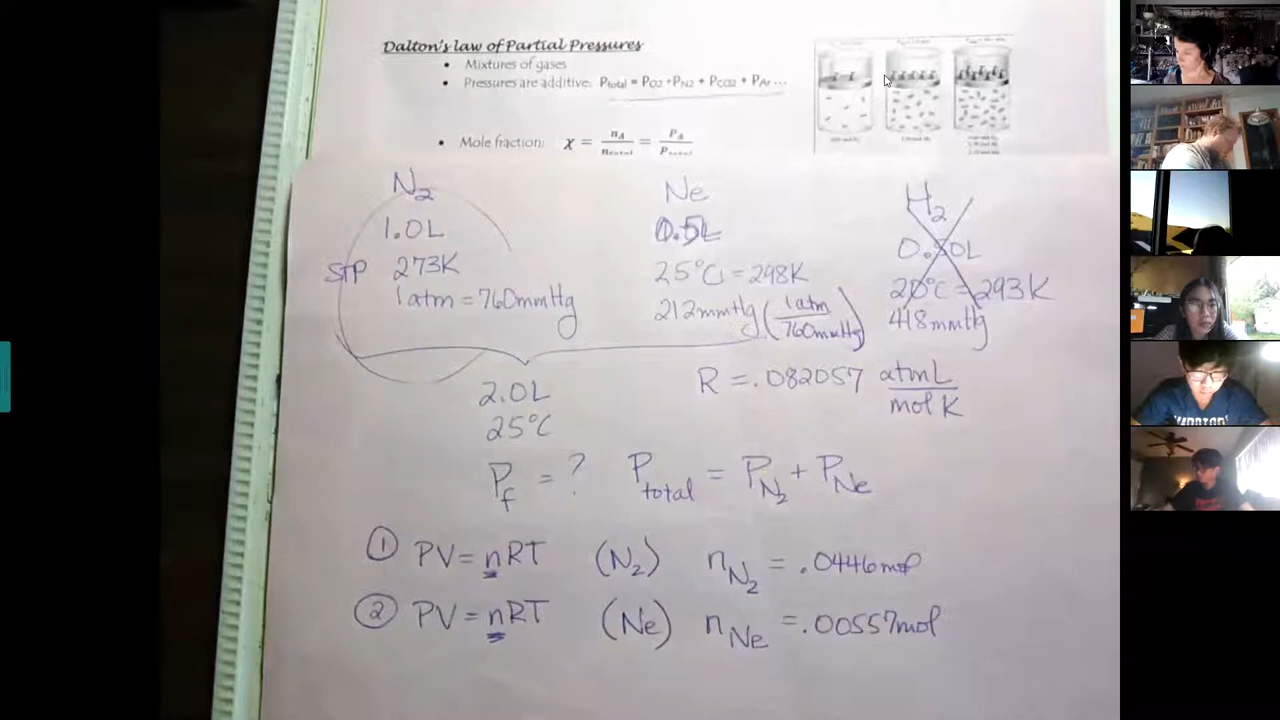 Dalton's law of Partial Pressures
• Mixtures of gases
• Pressures are additive: Ptotal = PO2 +PN2 + PCO2 + PAr ...
• Mole fraction: χ = nA/ntotal = PA/Ptotal
N2
1.0L
STP 273K
1atm = 760mmHg
Ne
0.5L
25°C = 298K
212mmHg (1atm/760mmHg)
H2
0.50L
20°C = 293K
418mmHg
2.0L
25°C
R = .082057 atmL/mol K
Pf = ? Ptotal = PN2 + PNe
① PV = nRT (N2) nN2 = .0446mol
② PV = nRT (Ne) nNe = .00557mol